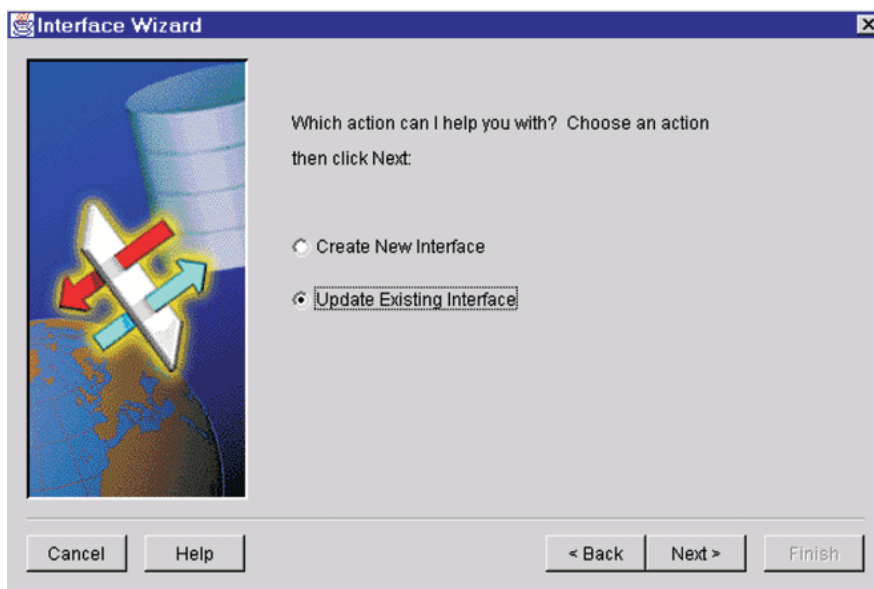 Interface Wizard
Which action can I help you with? Choose an action
then click Next:
Create New Interface
Update Existing Interface
Cancel
Help
< Back
Next >
Finish